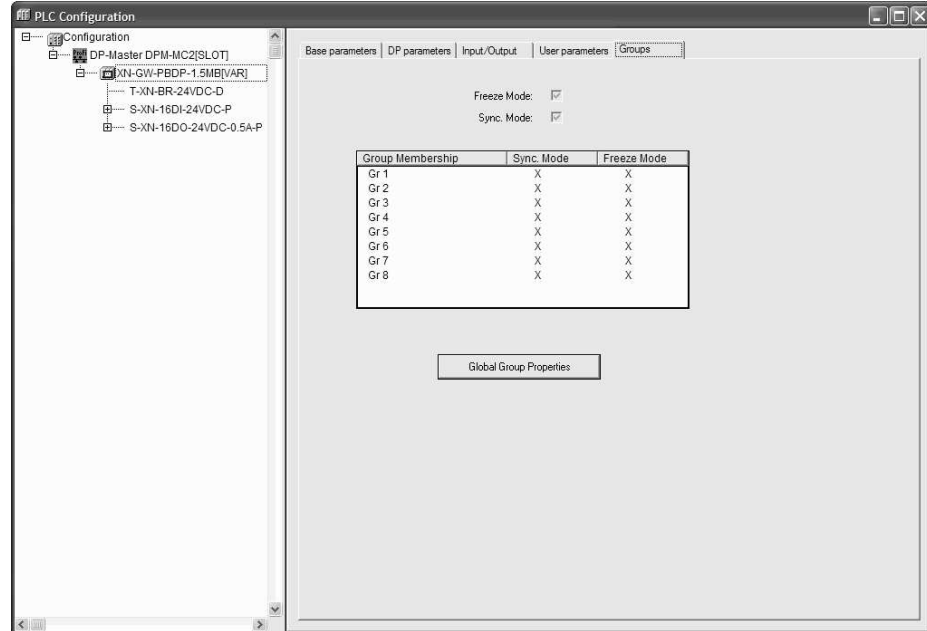 PLC Configuration
Configuration
DP-Master DPM-MC2[SLOT]
XN-GW-PBDP-1.5MB[VAR]
T-XN-BR-24VDC-D
S-XN-16DI-24VDC-P
S-XN-16DO-24VDC-0.5A-P
Base parameters DP parameters Input/Output User parameters Groups
Freeze Mode:
Sync. Mode:
Group Membership Sync. Mode Freeze Mode
Gr 1 X X
Gr 2 X X
Gr 3 X X
Gr 4 X X
Gr 5 X X
Gr 6 X X
Gr 7 X X
Gr 8 X X
Global Group Properties